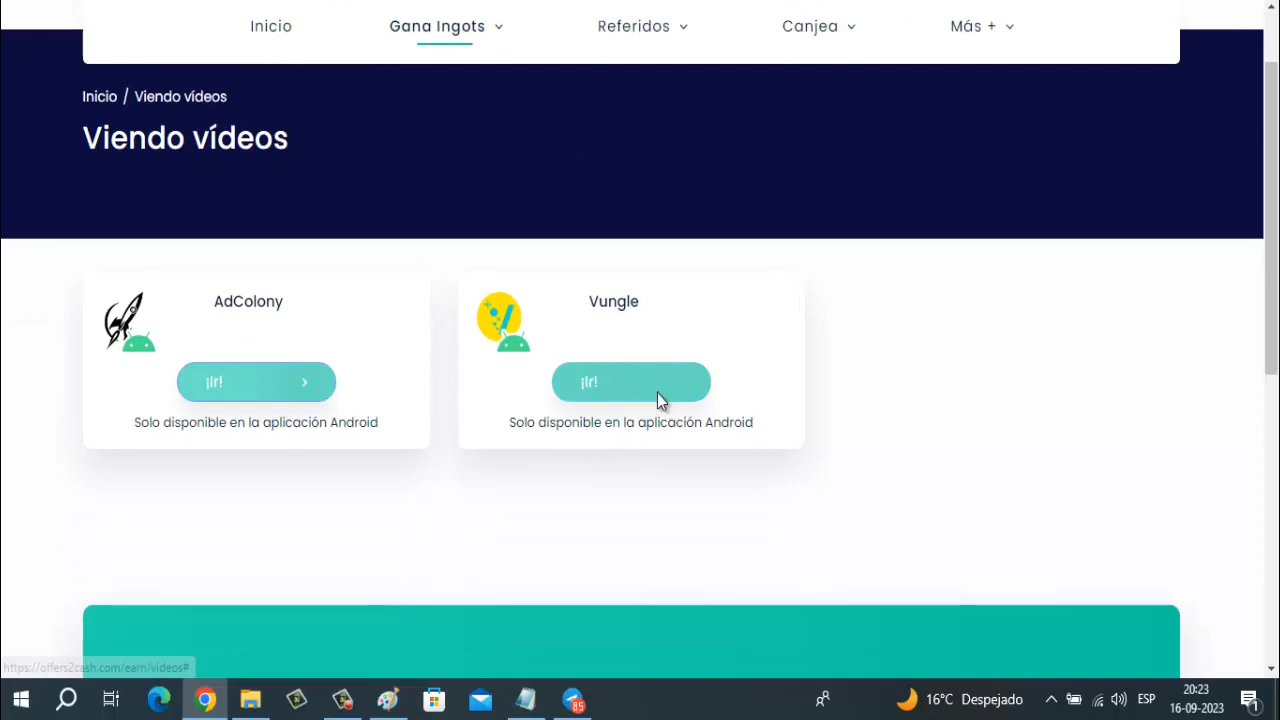 Inicio
Gana Ingots
Referidos
Canjea
Más +
Inicio / Viendo vídeos
Viendo vídeos
AdColony
¡Ir!
Solo disponible en la aplicación Android
Vungle
¡Ir!
Solo disponible en la aplicación Android
https://offers2cash.com/earn/videos#
85
16°C Despejado
ESP
20:23
16-09-2023
1